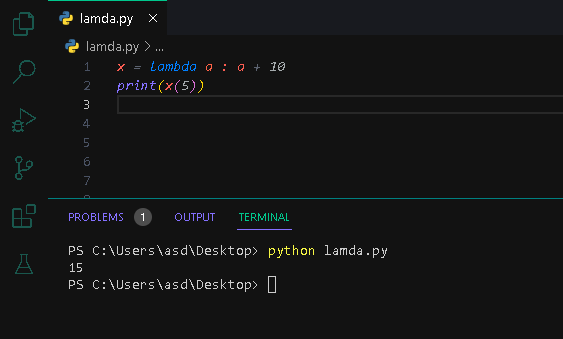 lamda.py ×
lamda.py > ...
1 x = lambda a : a + 10
2 print(x(5))
3
4
5
6
7
PROBLEMS 1 OUTPUT TERMINAL
PS C:\Users\asd\Desktop> python lamda.py
15
PS C:\Users\asd\Desktop>